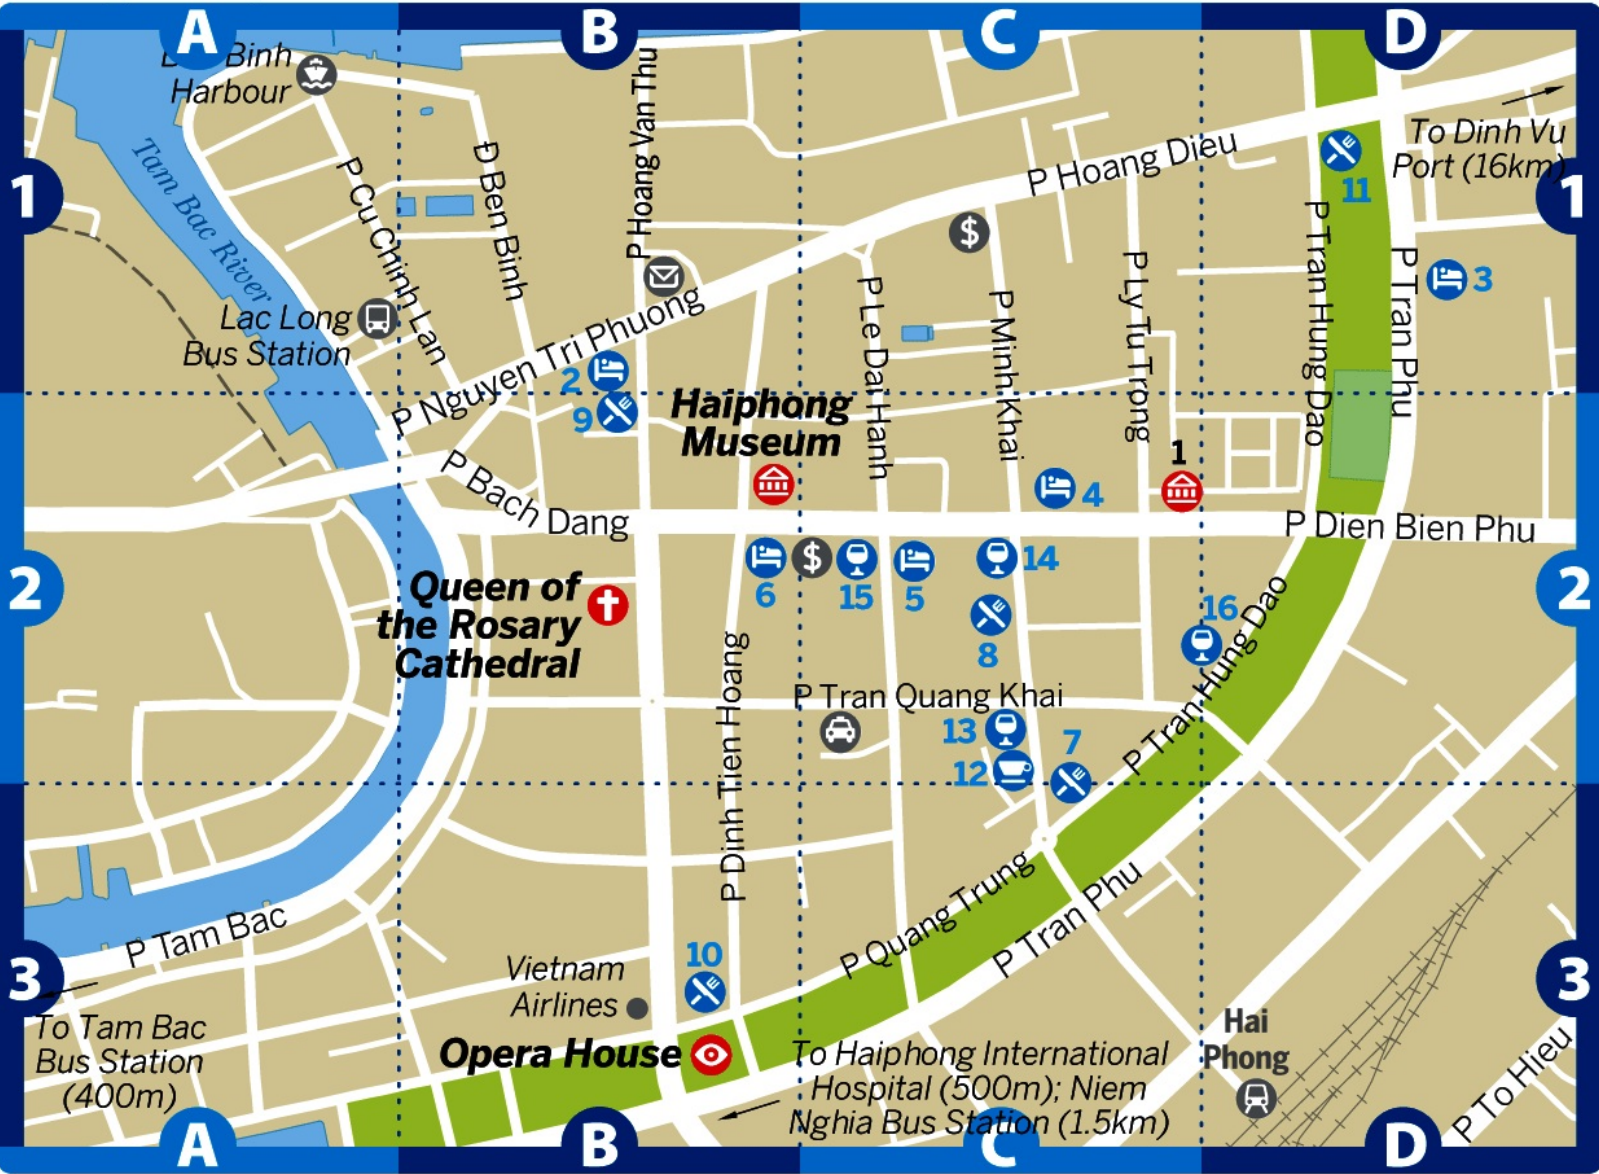 A
B
C
D
1
1
2
2
3
3
A
B
C
D
Binh
Harbour
Tam Bac River
P Cu Chinh Lan
Đ Ben Binh
P Hoang Van Thu
Lac Long
Bus Station
P Nguyen Tri Phuong
2
9
P Hoang Dieu
$
P Le Dai Hanh
P Minh Khai
P Ly Tu Trong
P Tran Hung Dao
P Tran Phu
11
To Dinh Vu
Port (16km)
3
Haiphong
Museum
4
1
P Bach Dang
P Dien Bien Phu
Queen of
the Rosary
Cathedral
6
$
15
5
14
8
16
P Tran Hung Dao
P Tran Quang Khai
13
12
7
P Dinh Tien Hoang
P Quang Trung
P Tran Phu
P Tam Bac
To Tam Bac
Bus Station
(400m)
Vietnam
Airlines
10
Opera House
To Haiphong International
Hospital (500m); Niem
Nghia Bus Station (1.5km)
Hai
Phong
P To Hieu